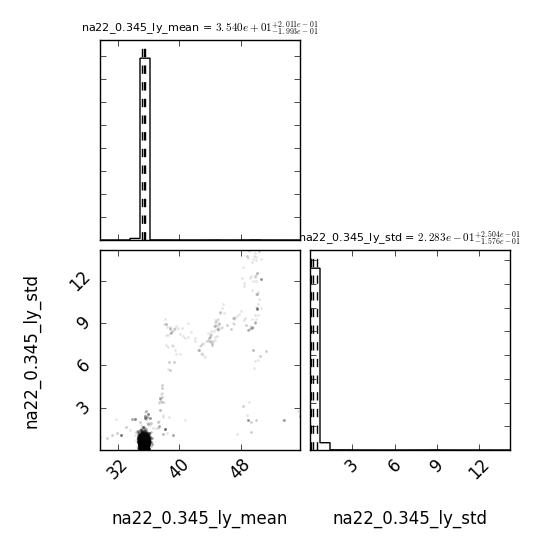 na22_0.345_ly_mean = 3.540e+01^{+2.011e−01}_{−1.995e−01}
na22_0.345_ly_std = 2.283e−01^{+2.504e−01}_{−1.576e−01}
na22_0.345_ly_std
12
9
6
3
32
40
48
3
6
9
12
na22_0.345_ly_mean
na22_0.345_ly_std